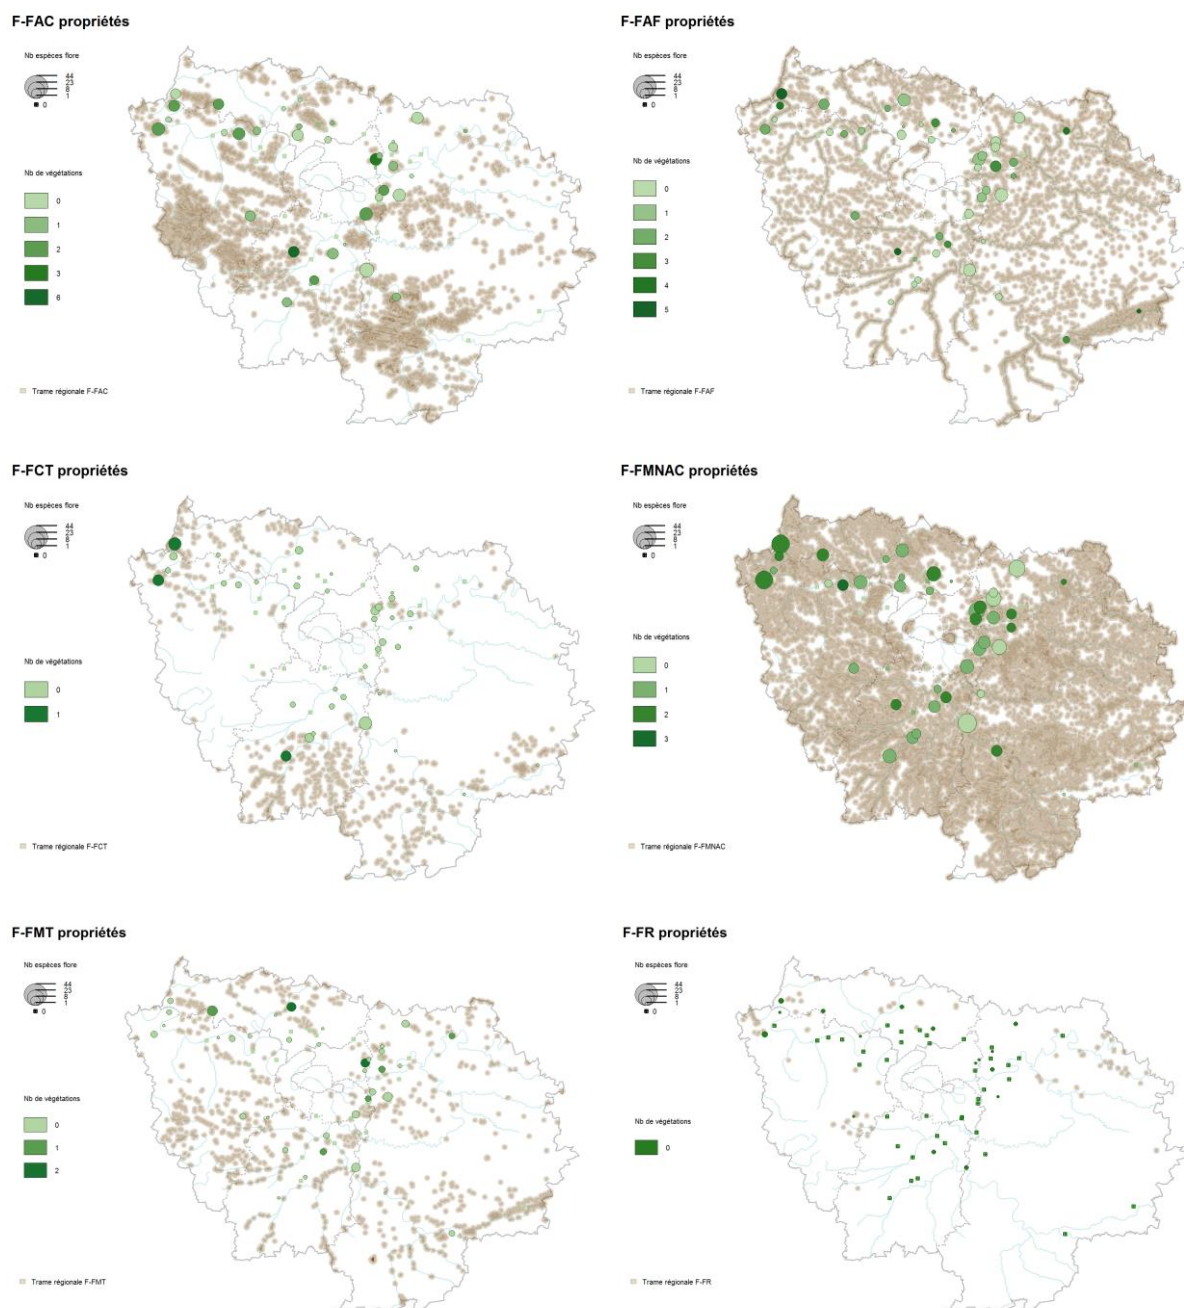 F-FAC propriétés
Nb espèces flore
44
23
8
1
0
Nb de végétations
0
1
2
3
6
Trame régionale F-FAC
F-FAF propriétés
Nb espèces flore
44
23
8
1
0
Nb de végétations
0
1
2
3
4
5
Trame régionale F-FAF
F-FCT propriétés
Nb espèces flore
44
23
8
1
0
Nb de végétations
0
1
Trame régionale F-FCT
F-FMNAC propriétés
Nb espèces flore
44
23
8
1
0
Nb de végétations
0
1
2
3
Trame régionale F-FMNAC
F-FMT propriétés
Nb espèces flore
44
23
8
1
0
Nb de végétations
0
1
2
Trame régionale F-FMT
F-FR propriétés
Nb espèces flore
44
23
8
1
0
Nb de végétations
0
Trame régionale F-FR